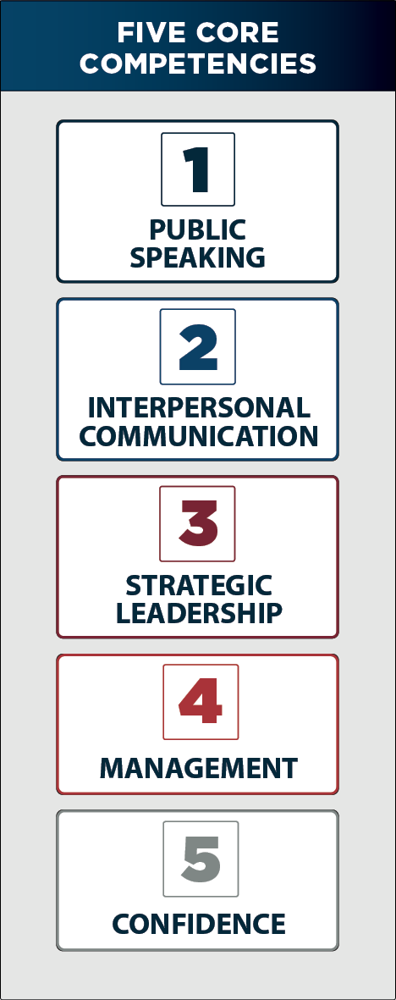 FIVE CORE
COMPETENCIES
1
PUBLIC
SPEAKING
2
INTERPERSONAL
COMMUNICATION
3
STRATEGIC
LEADERSHIP
4
MANAGEMENT
5
CONFIDENCE